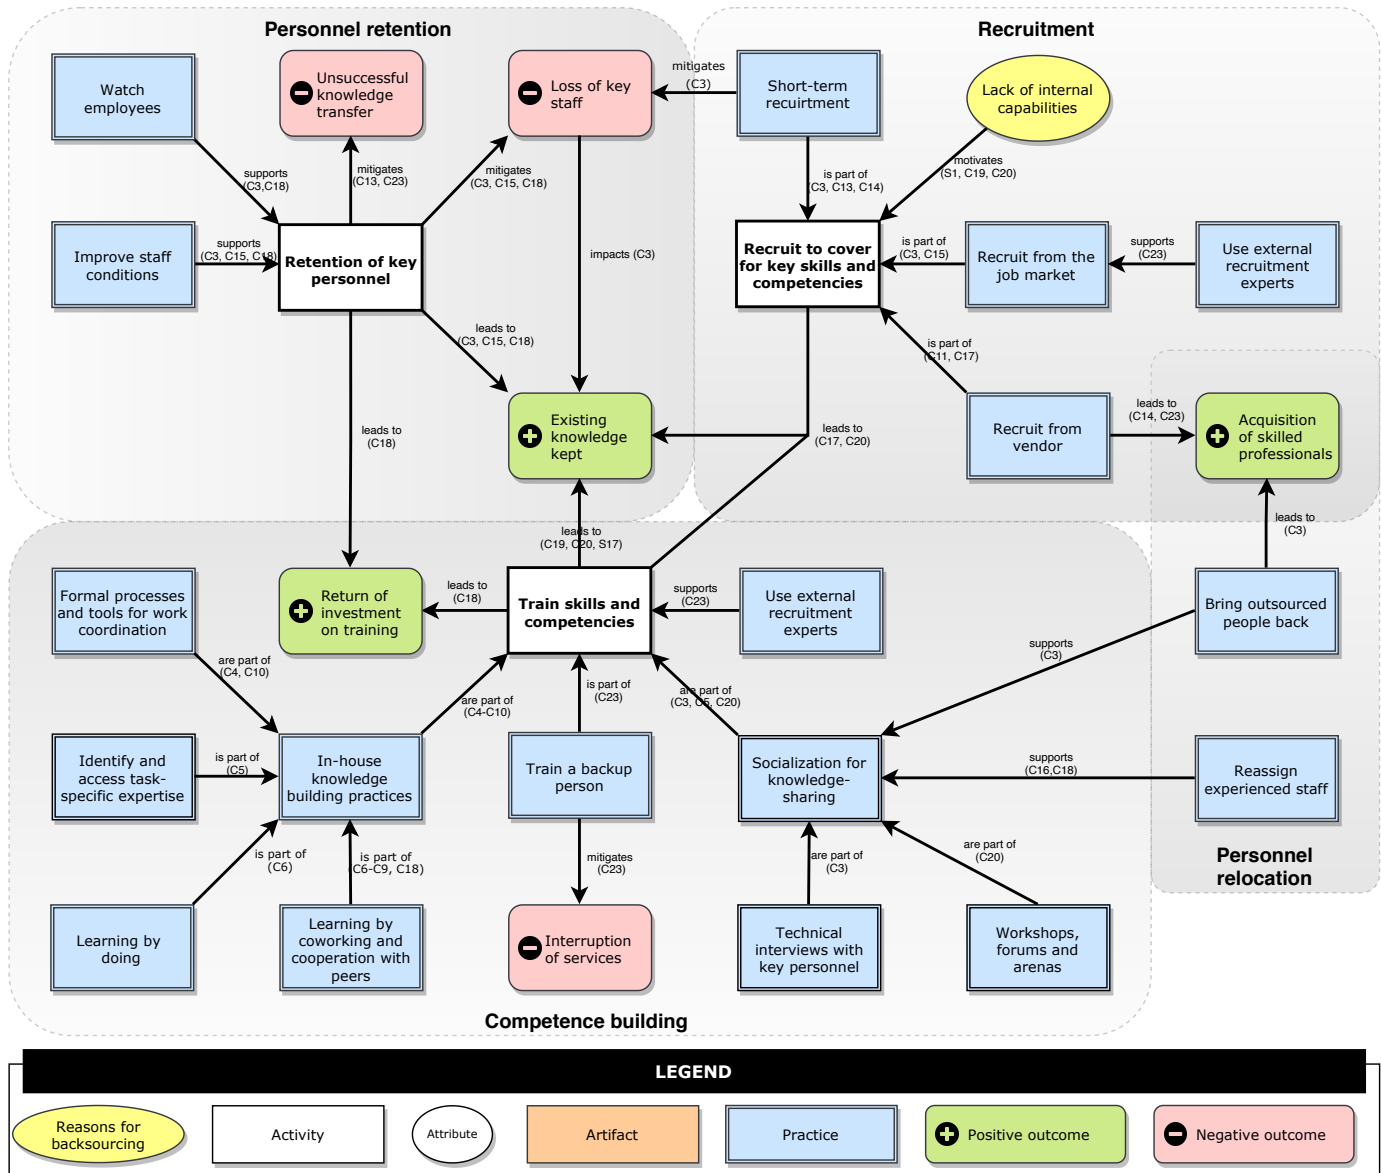 Personnel retention
Recruitment
Watch
employees
Unsuccessful
knowledge
transfer
Loss of key
staff
mitigates
(C3)
Short-term
recuirtment
Lack of internal
capabilities
supports
(C3,C18)
mitigates
(C13, C23)
mitigates
(C3, C15, C18)
is part of
(C3, C13, C14)
motivates
(S1, C19, C20)
Improve staff
conditions
supports
(C3, C15, C18)
Retention of key
personnel
impacts (C3)
Recruit to cover
for key skills and
competencies
is part of
(C3, C15)
Recruit from the
job market
supports
(C23)
Use external
recruitment
experts
leads to
(C3, C15, C18)
is part of
(C11, C17)
leads to
(C18)
Existing
knowledge
kept
leads to
(C17, C20)
Recruit from
vendor
leads to
(C14, C23)
Acquisition
of skilled
professionals
leads to
(C19, C20, S17)
leads to
(C3)
Formal processes
and tools for work
coordination
Return of
investment
on training
leads to
(C18)
Train skills and
competencies
supports
(C23)
Use external
recruitment
experts
Bring outsourced
people back
are part of
(C4, C10)
are part of
(C4-C10)
is part of
(C23)
are part of
(C3, C5, C20)
supports
(C3)
Identify and
access task-
specific expertise
is part of
(C5)
In-house
knowledge
building practices
Train a backup
person
Socialization for
knowledge-
sharing
supports
(C16,C18)
Reassign
experienced staff
is part of
(C6)
is part of
(C6-C9, C18)
mitigates
(C23)
are part of
(C3)
are part of
(C20)
Personnel
relocation
Learning by
doing
Learning by
coworking and
cooperation with
peers
Interruption
of services
Technical
interviews with
key personnel
Workshops,
forums and
arenas
Competence building
LEGEND
Reasons for
backsourcing
Activity
Attribute
Artifact
Practice
Positive outcome
Negative outcome